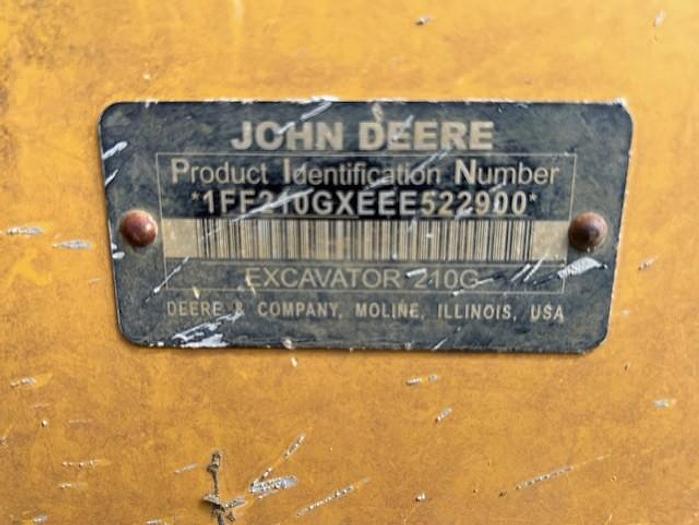 JOHN DEERE
Product Identification Number
*1FF210GXEEE522900*
EXCAVATOR 210G
DEERE & COMPANY, MOLINE, ILLINOIS, USA